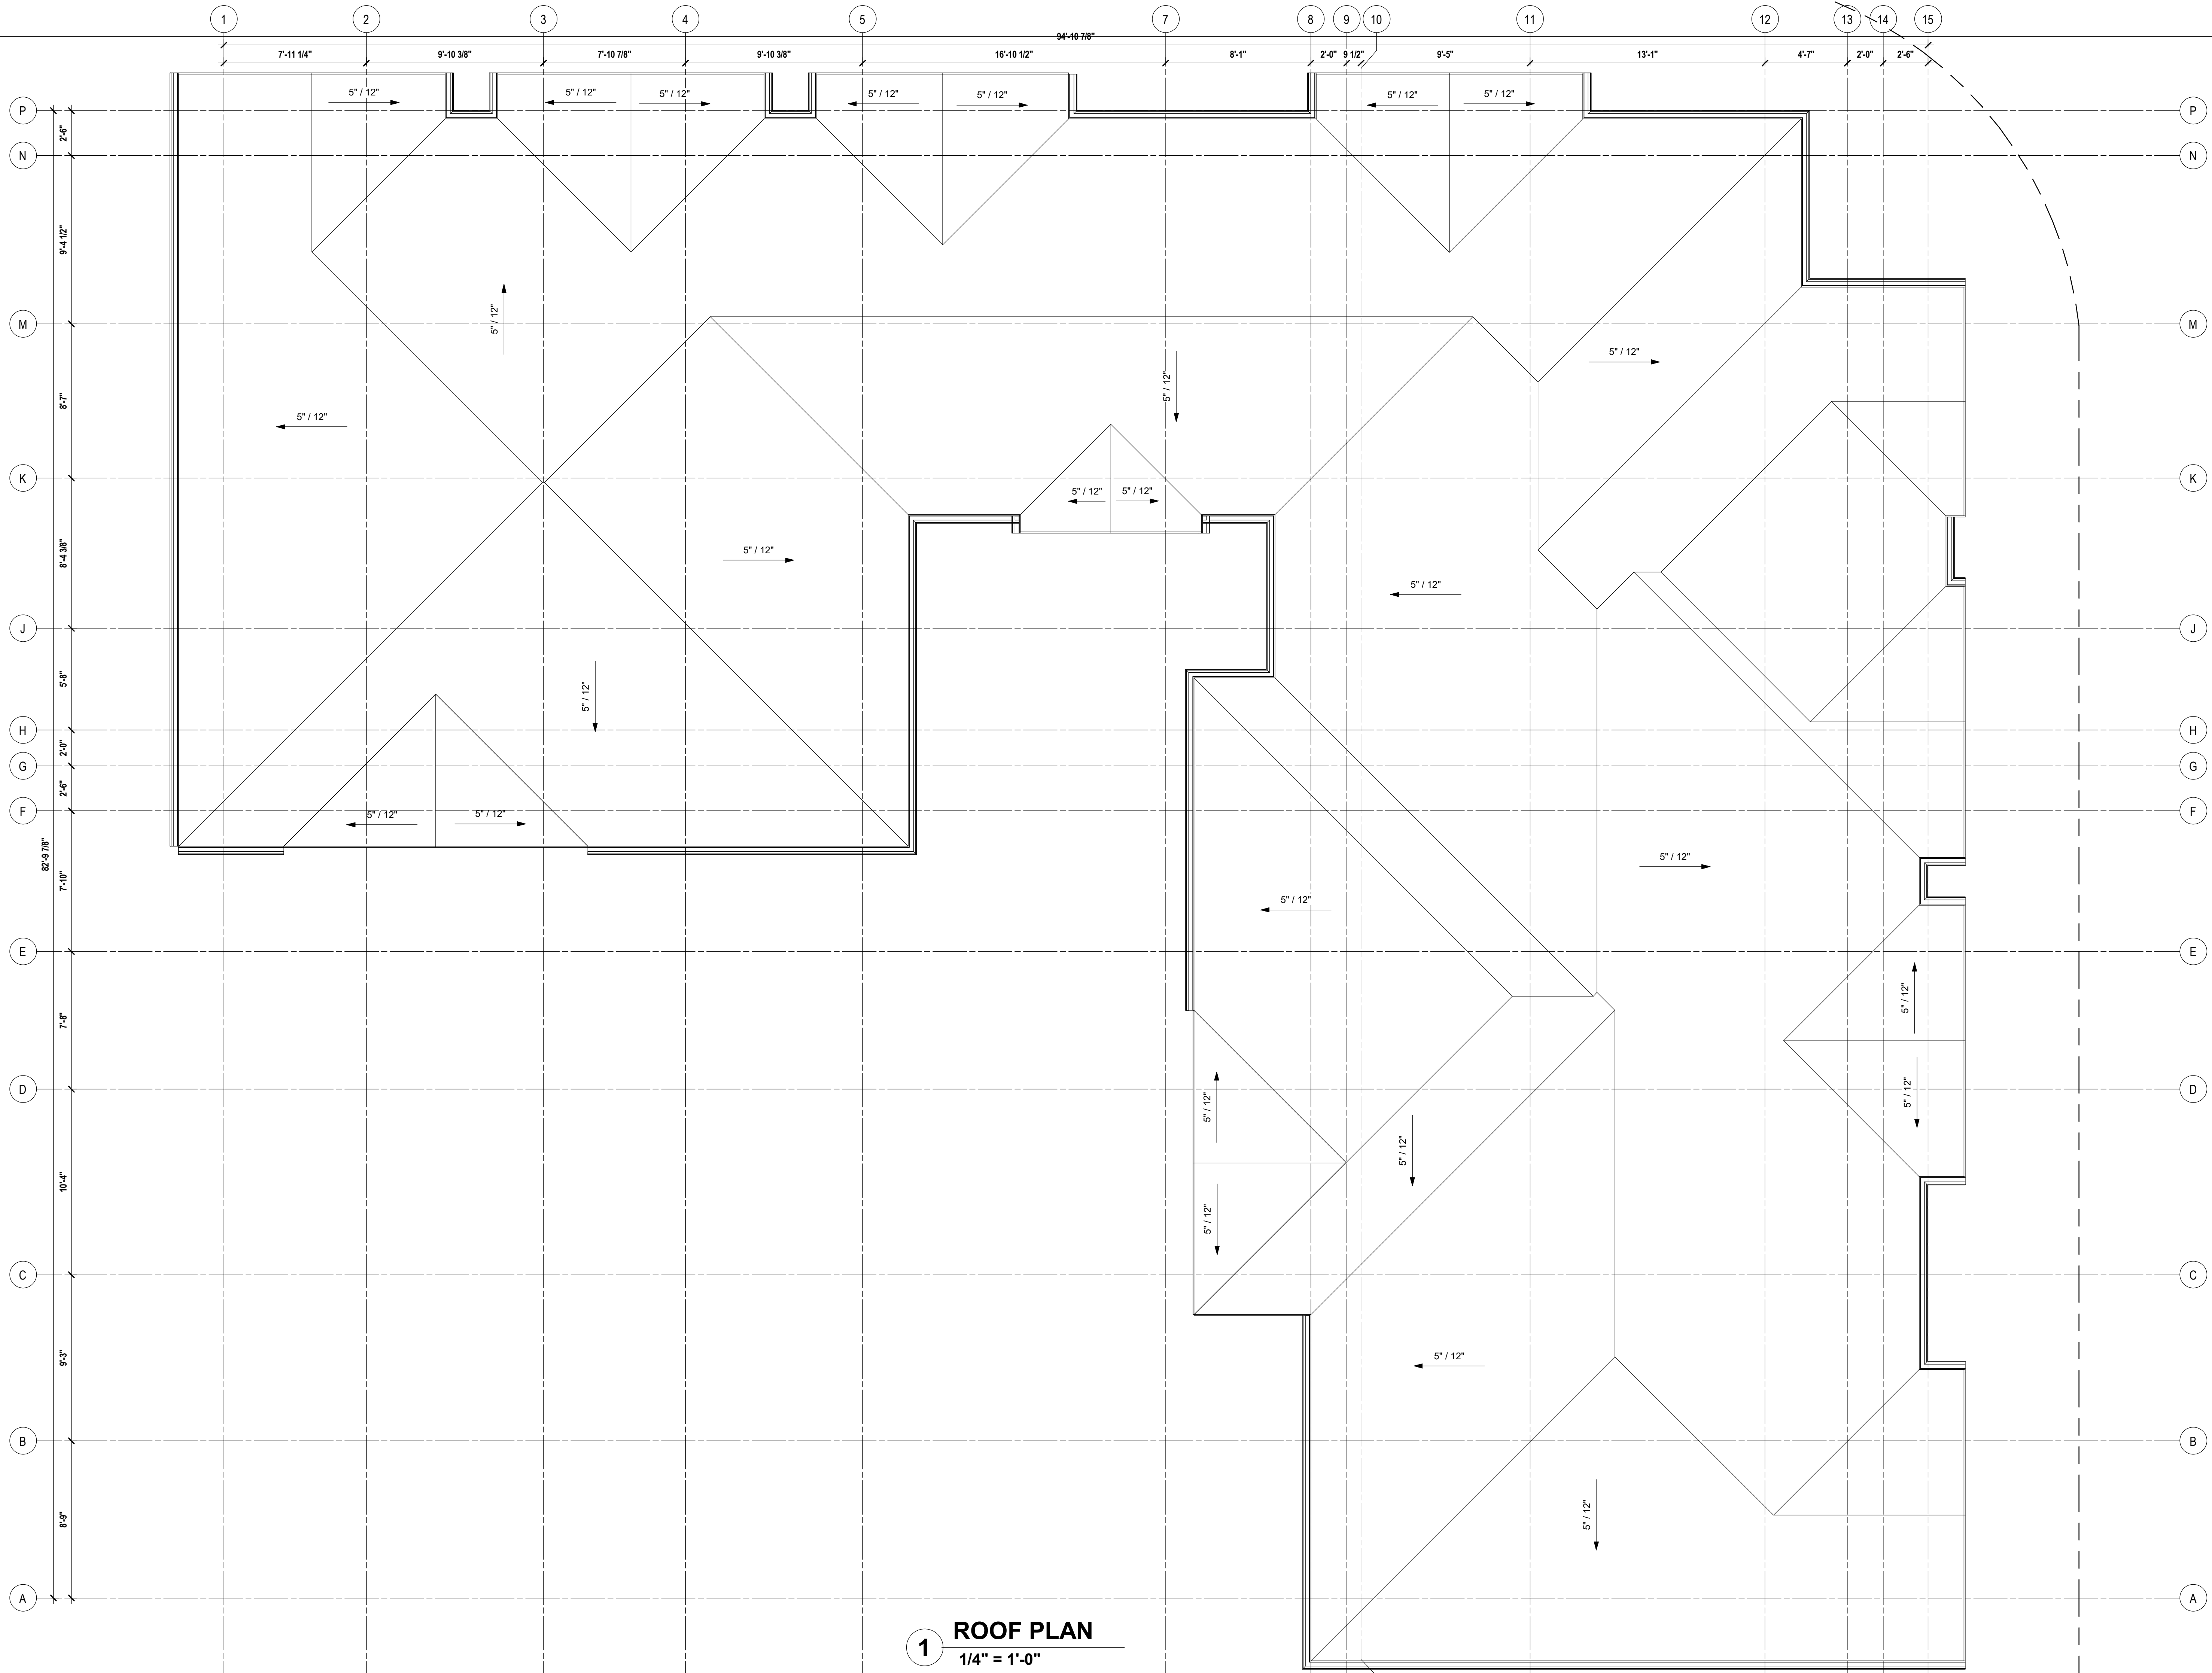 1 2 3 4 5 7 8 9 10 11 12 13 14 15
94'-10 7/8"
7'-11 1/4" 9'-10 3/8" 7'-10 7/8" 9'-10 3/8" 16'-10 1/2" 8'-1" 2'-0" 9 1/2" 9'-5" 13'-1" 4'-7" 2'-0" 2'-6"
5" / 12" 5" / 12" 5" / 12" 5" / 12" 5" / 12" 5" / 12" 5" / 12"
P P
2'-6"
N N
9'-4 1/2"
5" / 12"
M M
5" / 12"
5" / 12"
8'-7"
5" / 12"
K K
5" / 12" 5" / 12"
8'-4 3/8"
5" / 12"
5" / 12"
J J
5'-8"
5" / 12"
H H
2'-0"
G G
2'-6"
F F
5" / 12" 5" / 12"
82'-9 7/8"
5" / 12"
7'-10"
5" / 12"
E E
5" / 12"
7'-8"
D D
5" / 12"
5" / 12"
5" / 12"
10'-4"
5" / 12"
C C
9'-3"
5" / 12"
B B
8'-9"
5" / 12"
A A
1 ROOF PLAN
1/4" = 1'-0"